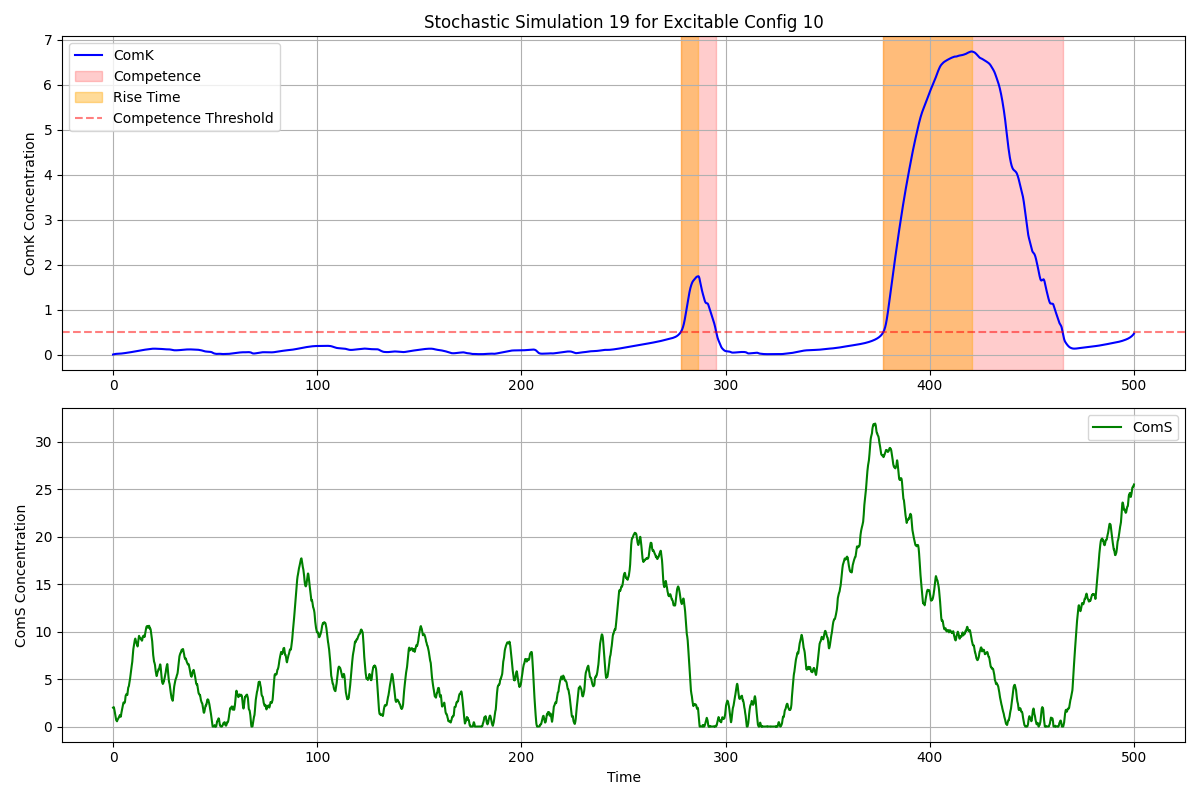 Stochastic Simulation 19 for Excitable Config 10
ComK Concentration
7
6
5
4
3
2
1
0
ComK
Competence
Rise Time
Competence Threshold
0 100 200 300 400 500
ComS Concentration
30
25
20
15
10
5
0
ComS
0 100 200 300 400 500
Time